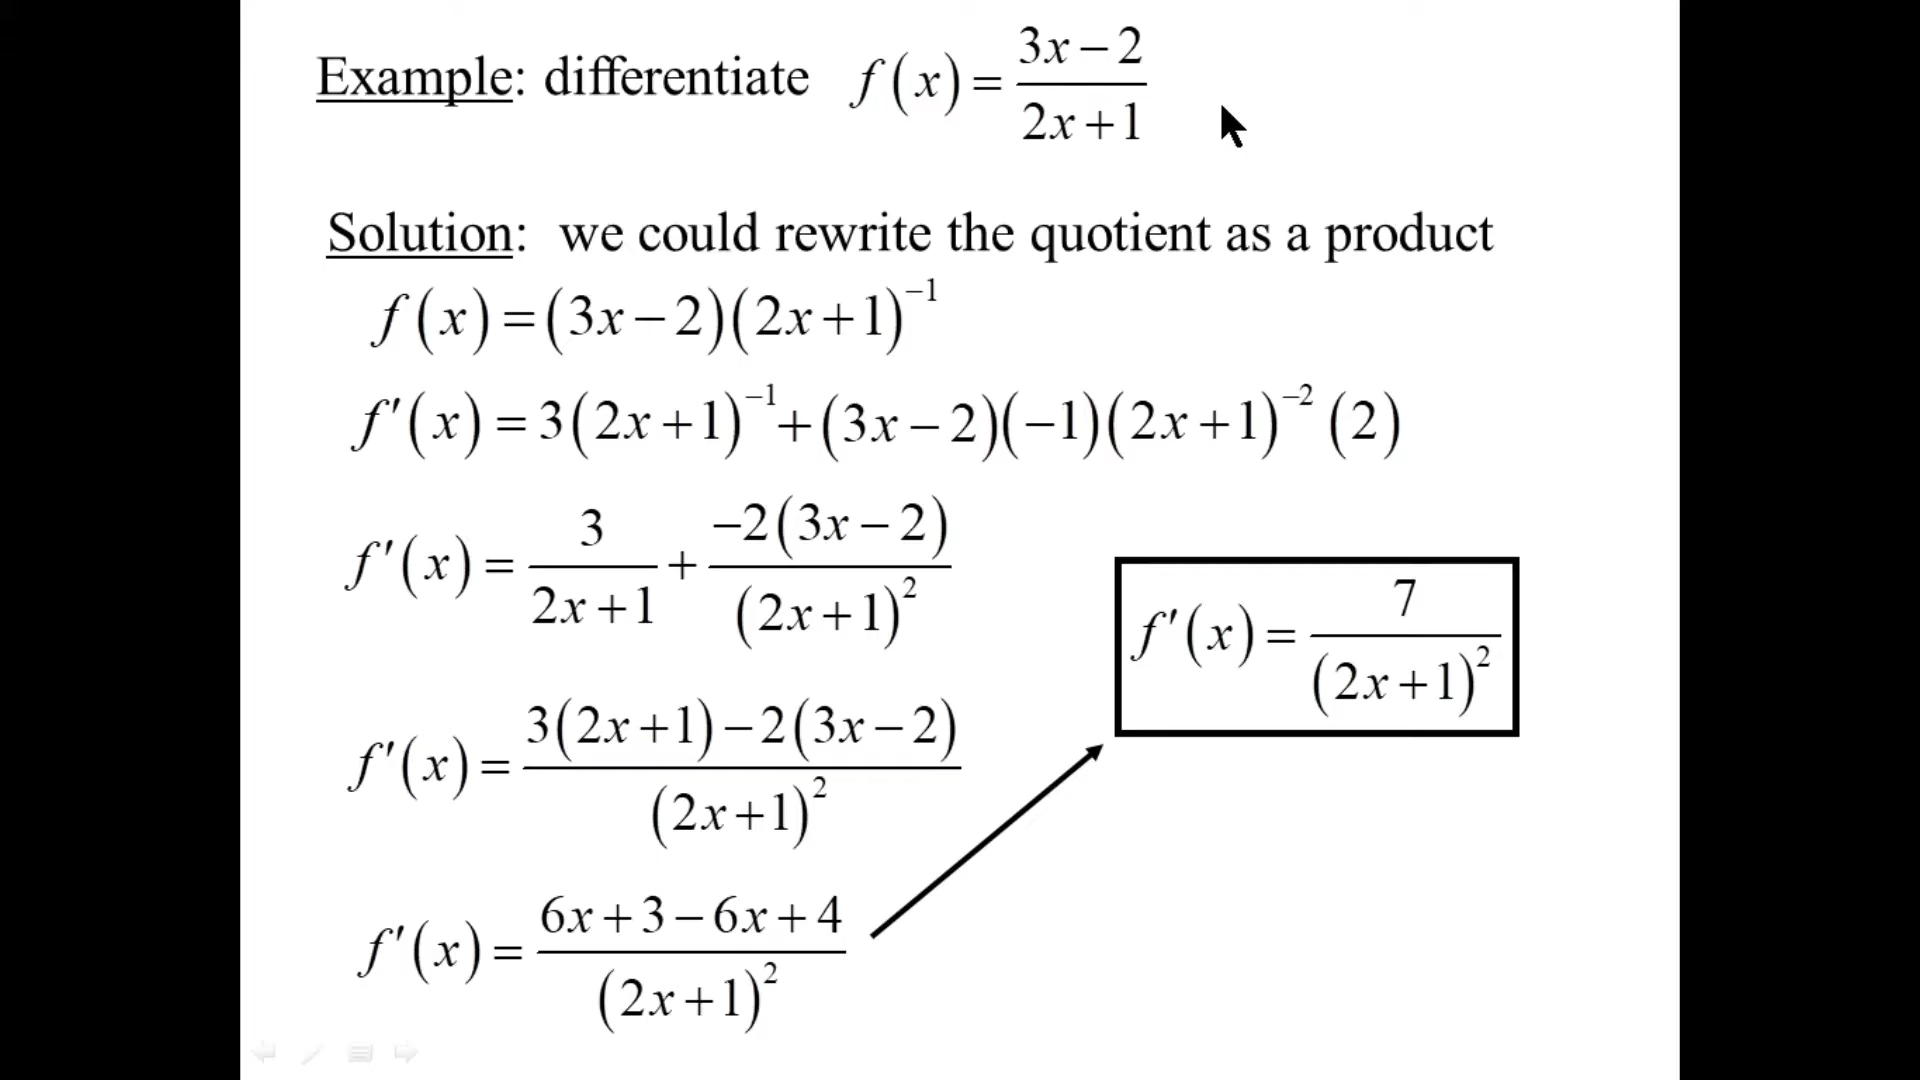 Example: differentiate f(x) = (3x − 2)/(2x + 1)
Solution: we could rewrite the quotient as a product
f(x) = (3x − 2)(2x + 1)⁻¹
f′(x) = 3(2x + 1)⁻¹ + (3x − 2)(−1)(2x + 1)⁻² (2)
f′(x) = 3/(2x + 1) + −2(3x − 2)/(2x + 1)²
f′(x) = (3(2x + 1) − 2(3x − 2))/(2x + 1)²
f′(x) = (6x + 3 − 6x + 4)/(2x + 1)²
f′(x) = 7/(2x + 1)²